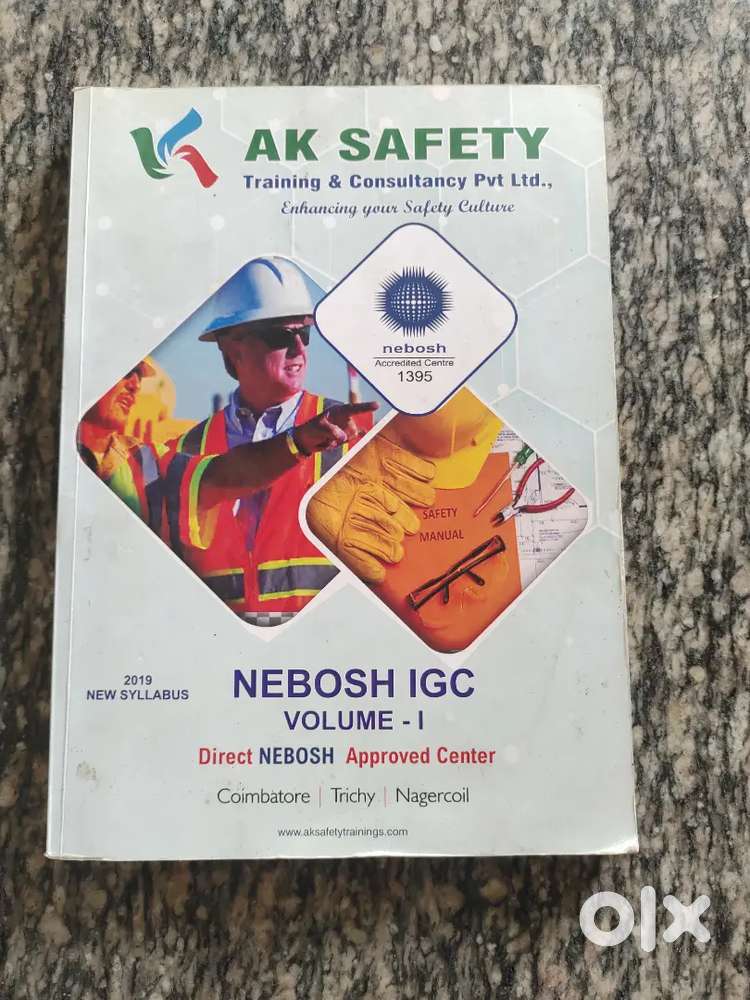 AK SAFETY
Training & Consultancy Pvt Ltd.,
Enhancing your Safety Culture
nebosh
Accredited Centre
1395
SAFETY
MANUAL
2019
NEW SYLLABUS
NEBOSH IGC
VOLUME - I
Direct NEBOSH Approved Center
Coimbatore | Trichy | Nagercoil
www.aksafetytrainings.com
olx